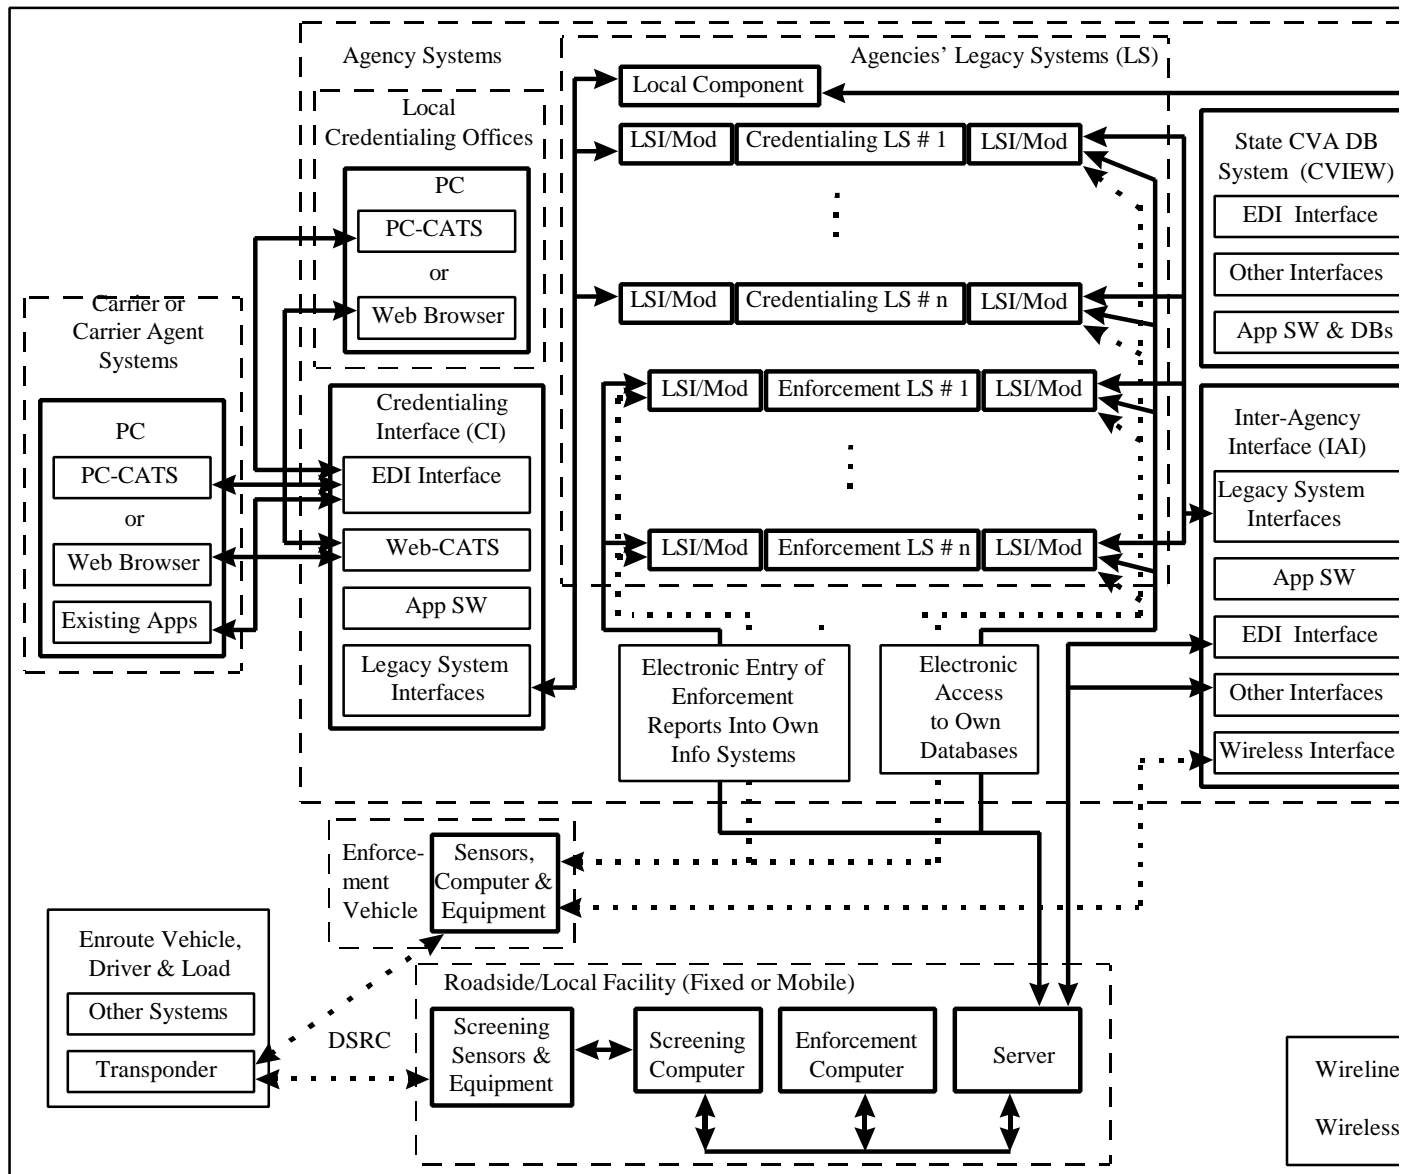 Agency Systems
Agencies' Legacy Systems (LS)
Local Component
Local
Credentialing Offices
LSI/Mod
Credentialing LS # 1
LSI/Mod
State CVA DB
System (CVIEW)
EDI Interface
Other Interfaces
App SW & DBs
PC
PC-CATS
or
Web Browser
LSI/Mod
Credentialing LS # n
LSI/Mod
Carrier or
Carrier Agent
Systems
PC
PC-CATS
or
Web Browser
Existing Apps
Credentialing
Interface (CI)
EDI Interface
Web-CATS
App SW
Legacy System
Interfaces
LSI/Mod
Enforcement LS # 1
LSI/Mod
LSI/Mod
Enforcement LS # n
LSI/Mod
Inter-Agency
Interface (IAI)
Legacy System
Interfaces
App SW
EDI Interface
Other Interfaces
Wireless Interface
Electronic Entry of
Enforcement
Reports Into Own
Info Systems
Electronic
Access
to Own
Databases
Enforce-
ment
Vehicle
Sensors,
Computer &
Equipment
Enroute Vehicle,
Driver & Load
Other Systems
Transponder
DSRC
Roadside/Local Facility (Fixed or Mobile)
Screening
Sensors &
Equipment
Screening
Computer
Enforcement
Computer
Server
Wireline
Wireless